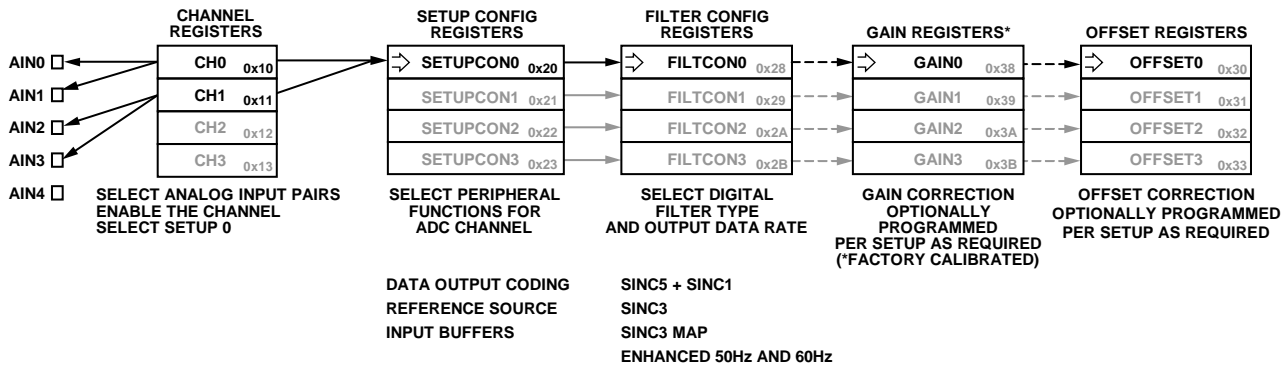 CHANNEL
REGISTERS
SETUP CONFIG
REGISTERS
FILTER CONFIG
REGISTERS
GAIN REGISTERS*
OFFSET REGISTERS
AIN0
AIN1
AIN2
AIN3
AIN4
CH0 0x10
CH1 0x11
CH2 0x12
CH3 0x13
SETUPCON0 0x20
SETUPCON1 0x21
SETUPCON2 0x22
SETUPCON3 0x23
FILTCON0 0x28
FILTCON1 0x29
FILTCON2 0x2A
FILTCON3 0x2B
GAIN0 0x38
GAIN1 0x39
GAIN2 0x3A
GAIN3 0x3B
OFFSET0 0x30
OFFSET1 0x31
OFFSET2 0x32
OFFSET3 0x33
SELECT ANALOG INPUT PAIRS
ENABLE THE CHANNEL
SELECT SETUP 0
SELECT PERIPHERAL
FUNCTIONS FOR
ADC CHANNEL
SELECT DIGITAL
FILTER TYPE
AND OUTPUT DATA RATE
GAIN CORRECTION
OPTIONALLY
PROGRAMMED
PER SETUP AS REQUIRED
(*FACTORY CALIBRATED)
OFFSET CORRECTION
OPTIONALLY PROGRAMMED
PER SETUP AS REQUIRED
DATA OUTPUT CODING
REFERENCE SOURCE
INPUT BUFFERS
SINC5 + SINC1
SINC3
SINC3 MAP
ENHANCED 50Hz AND 60Hz